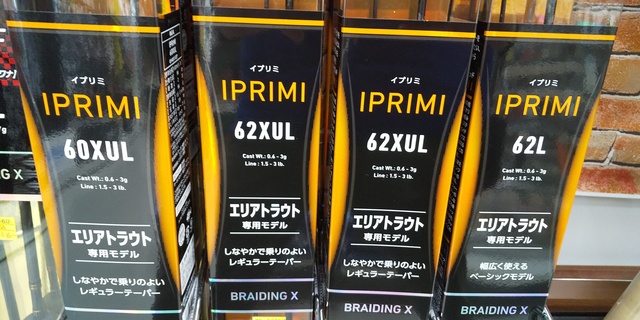 イプリミ
IPRIMI
60XUL
Cast Wt.: 0.6 - 3g
Line : 1.5 - 3 lb.
エリアトラウト
専用モデル
しなやかで乗りのよい
レギュラーテーパー
イプリミ
IPRIMI
62XUL
Cast Wt.: 0.6 - 3g
Line : 1.5 - 3 lb.
エリアトラウト
専用モデル
しなやかで乗りのよい
レギュラーテーパー
BRAIDING X
イプリミ
IPRIMI
62XUL
Cast Wt.: 0.6 - 3g
Line : 1.5 - 3 lb.
エリアトラウト
専用モデル
しなやかで乗りのよい
レギュラーテーパー
BRAIDING X
イプリミ
IPRIMI
62L
Cast Wt.: 0.6 - 3g
Line : 1.5 - 3 lb.
エリアトラウト
専用モデル
幅広く使える
ベーシックモデル
BRAIDING X
G X